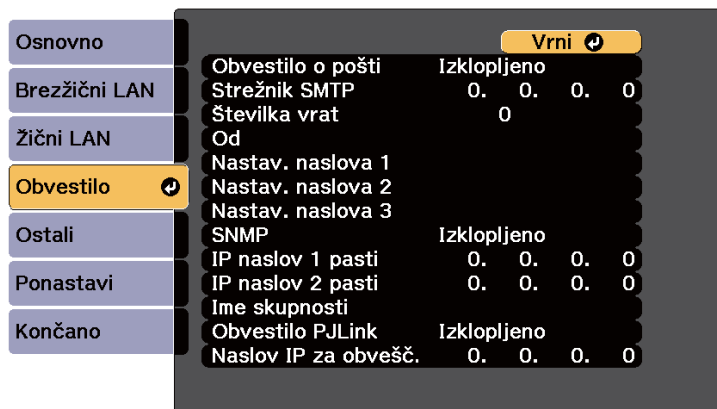 Osnovno
Brezžični LAN
Žični LAN
Obvestilo
Ostali
Ponastavi
Končano
Vrni
Obvestilo o pošti Izklopljeno
Strežnik SMTP 0. 0. 0. 0
Številka vrat 0
Od
Nastav. naslova 1
Nastav. naslova 2
Nastav. naslova 3
SNMP Izklopljeno
IP naslov 1 pasti 0. 0. 0. 0
IP naslov 2 pasti 0. 0. 0. 0
Ime skupnosti
Obvestilo PJLink Izklopljeno
Naslov IP za obvešč. 0. 0. 0. 0